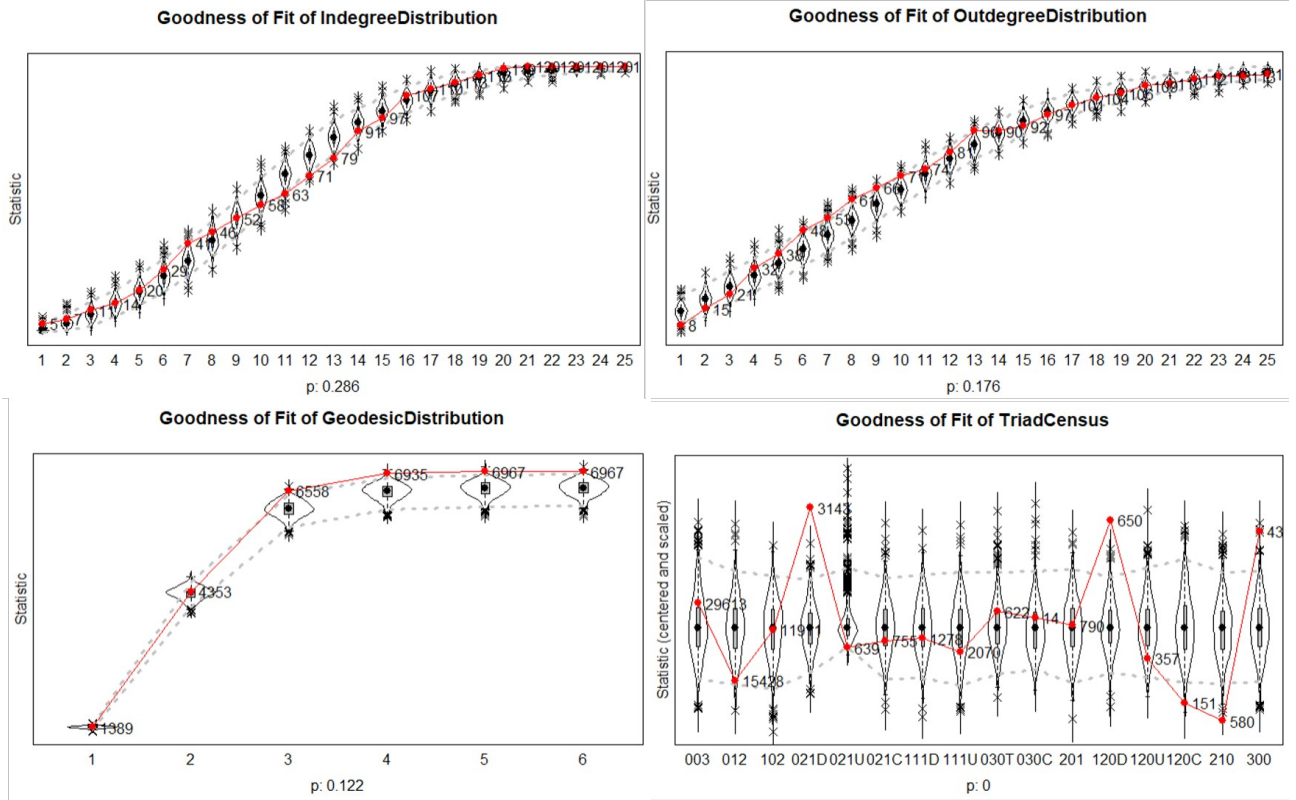 Goodness of Fit of IndegreeDistribution
Statistic
5 7 11 14 20 29 41 46 52 58 63 71 79 91 97 107
1 2 3 4 5 6 7 8 9 10 11 12 13 14 15 16 17 18 19 20 21 22 23 24 25
p: 0.286
Goodness of Fit of OutdegreeDistribution
Statistic
8 15 21 32 38 48 53 61 66 74 81 90 90 92 97 104
1 2 3 4 5 6 7 8 9 10 11 12 13 14 15 16 17 18 19 20 21 22 23 24 25
p: 0.176
Goodness of Fit of GeodesicDistribution
Statistic
1389 4353 6558 6935 6967 6967
1 2 3 4 5 6
p: 0.122
Goodness of Fit of TriadCensus
Statistic (centered and scaled)
29613 15428 3143 639 755 1278 2070 622 14 790 650 357 151 580 43
003 012 102 021D 021U 021C 111D 111U 030T 030C 201 120D 120U 120C 210 300
p: 0